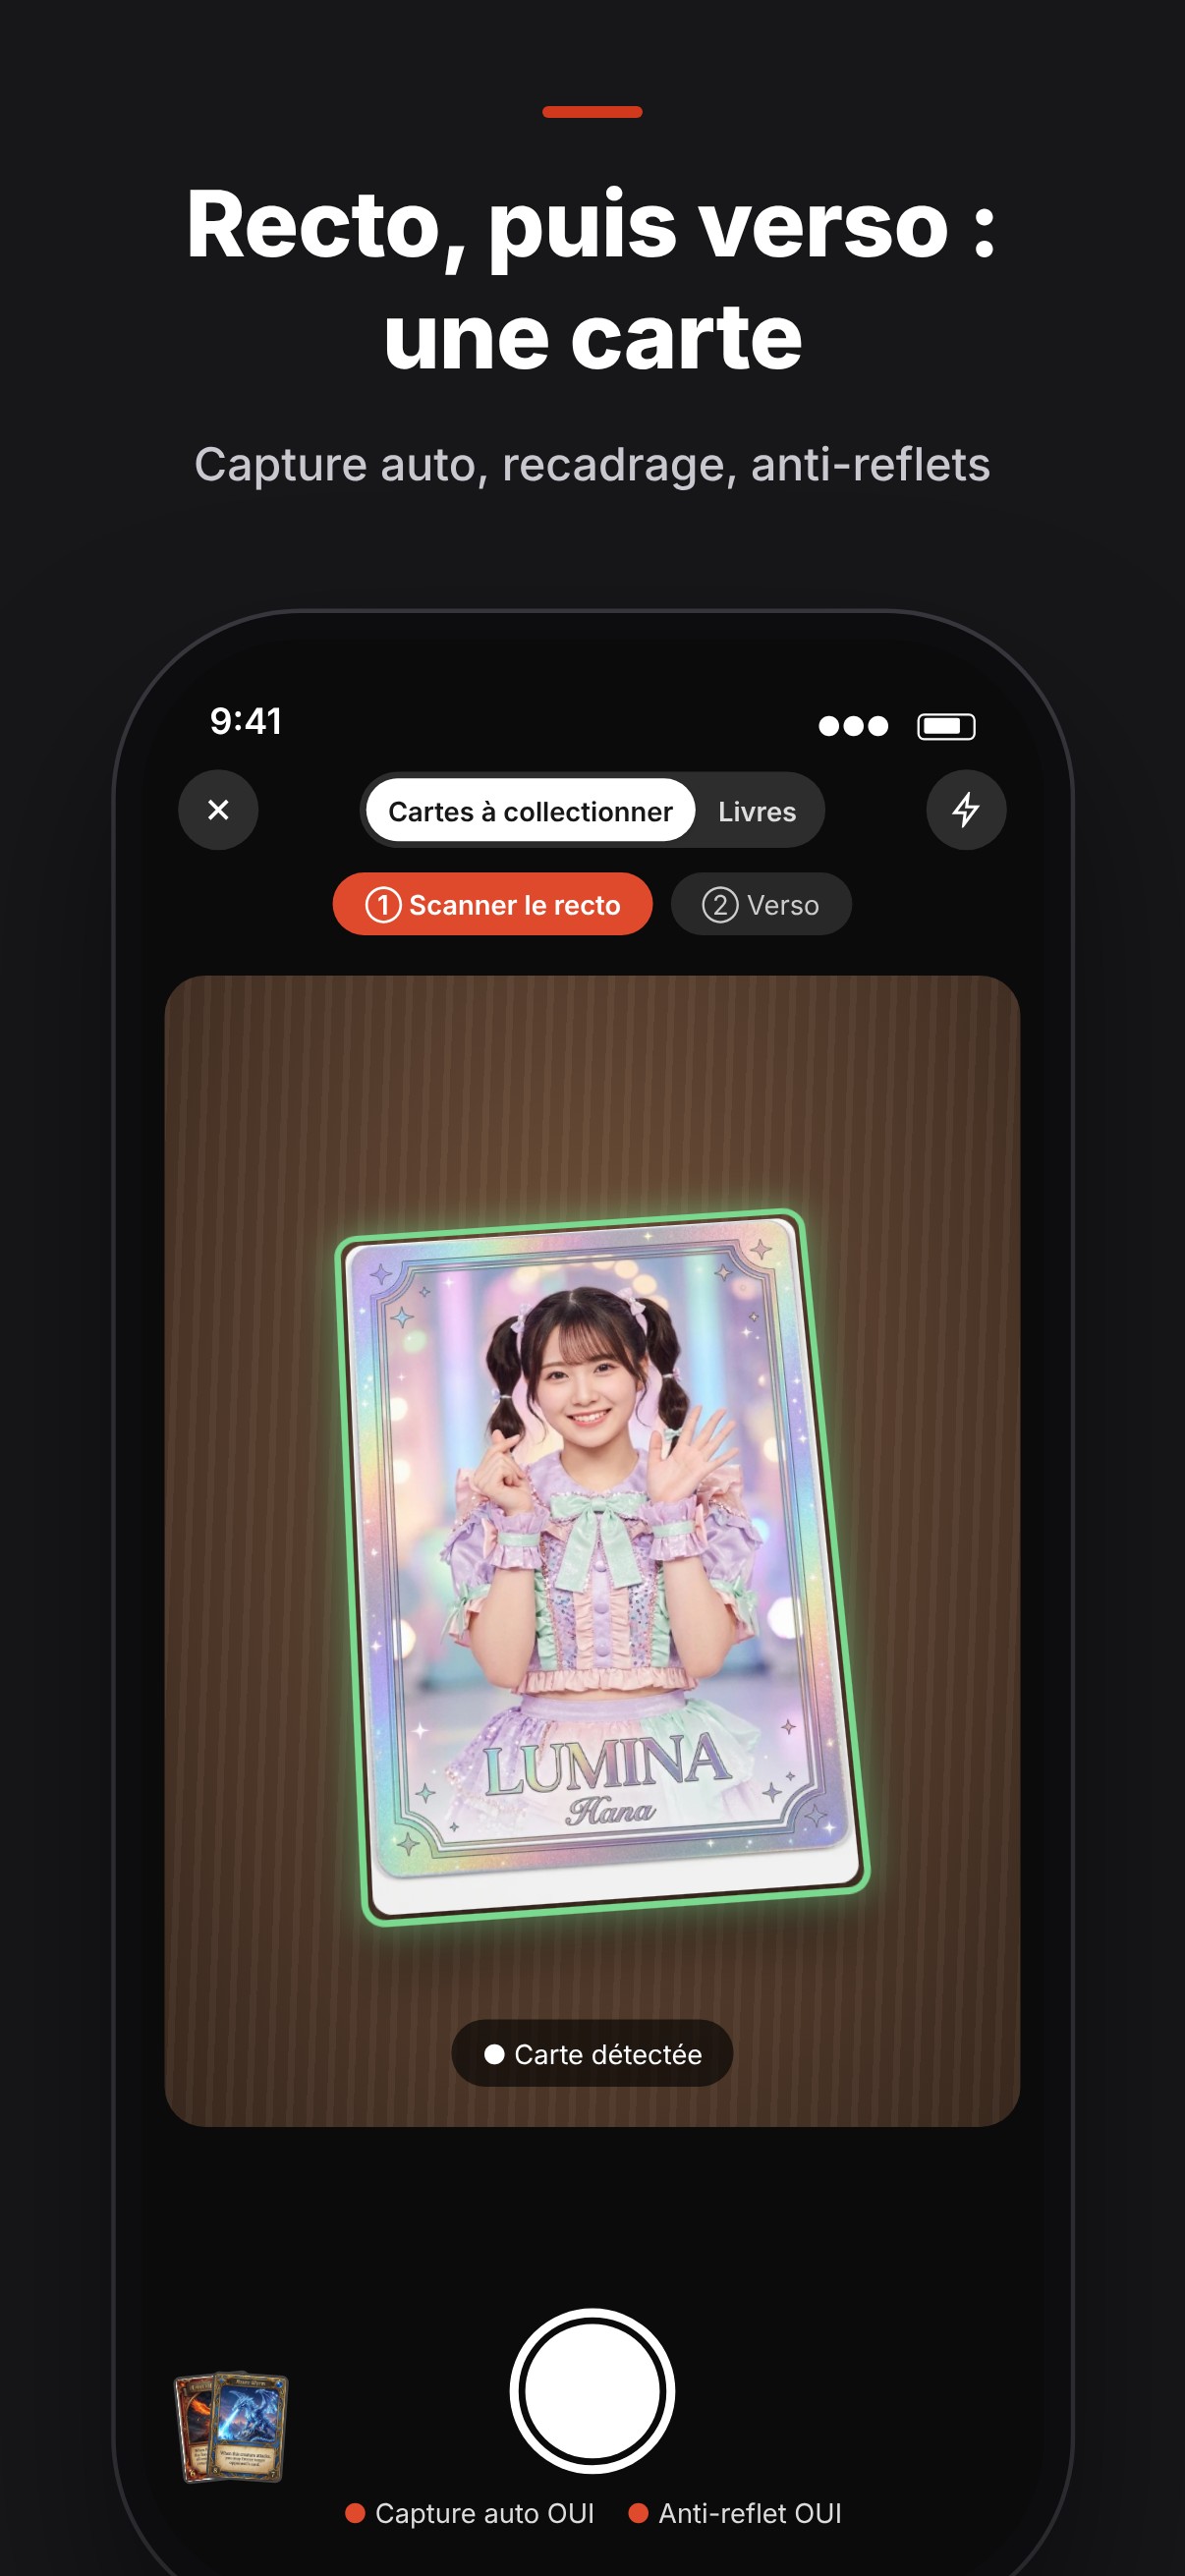 Recto, puis verso :
une carte
Capture auto, recadrage, anti-reflets
9:41
Cartes à collectionner Livres
① Scanner le recto ② Verso
LUMINA
Hana
Carte détectée
Capture auto OUI Anti-reflet OUI